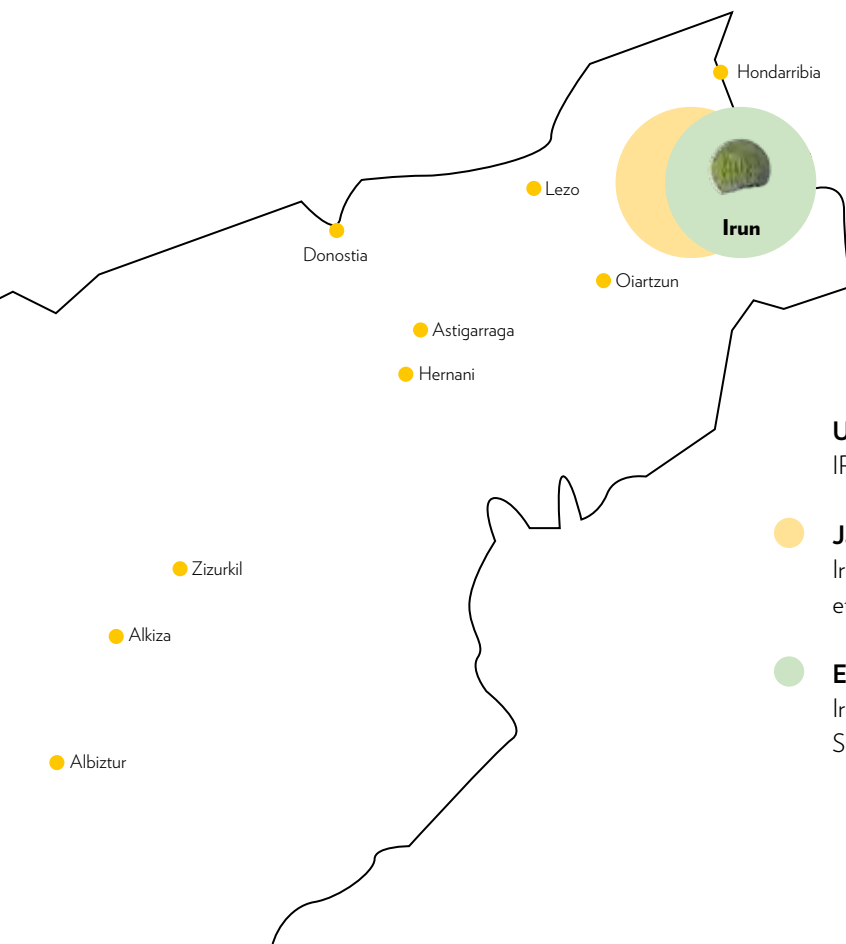 Hondarribia
Lezo
Irun
Donostia
Oiartzun
Astigarraga
Hernani
Zizurkil
Alkiza
Albiztur